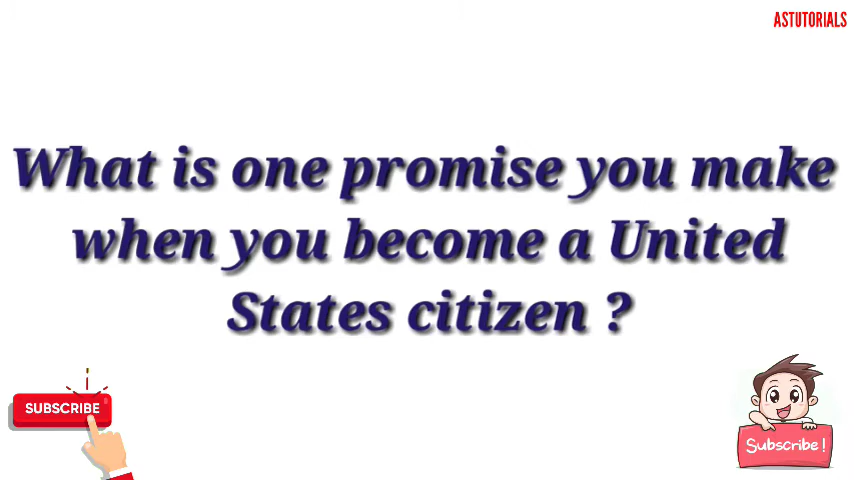 ASTUTORIALS
What is one promise you make
when you become a United
States citizen ?
SUBSCRIBE
Subscribe!